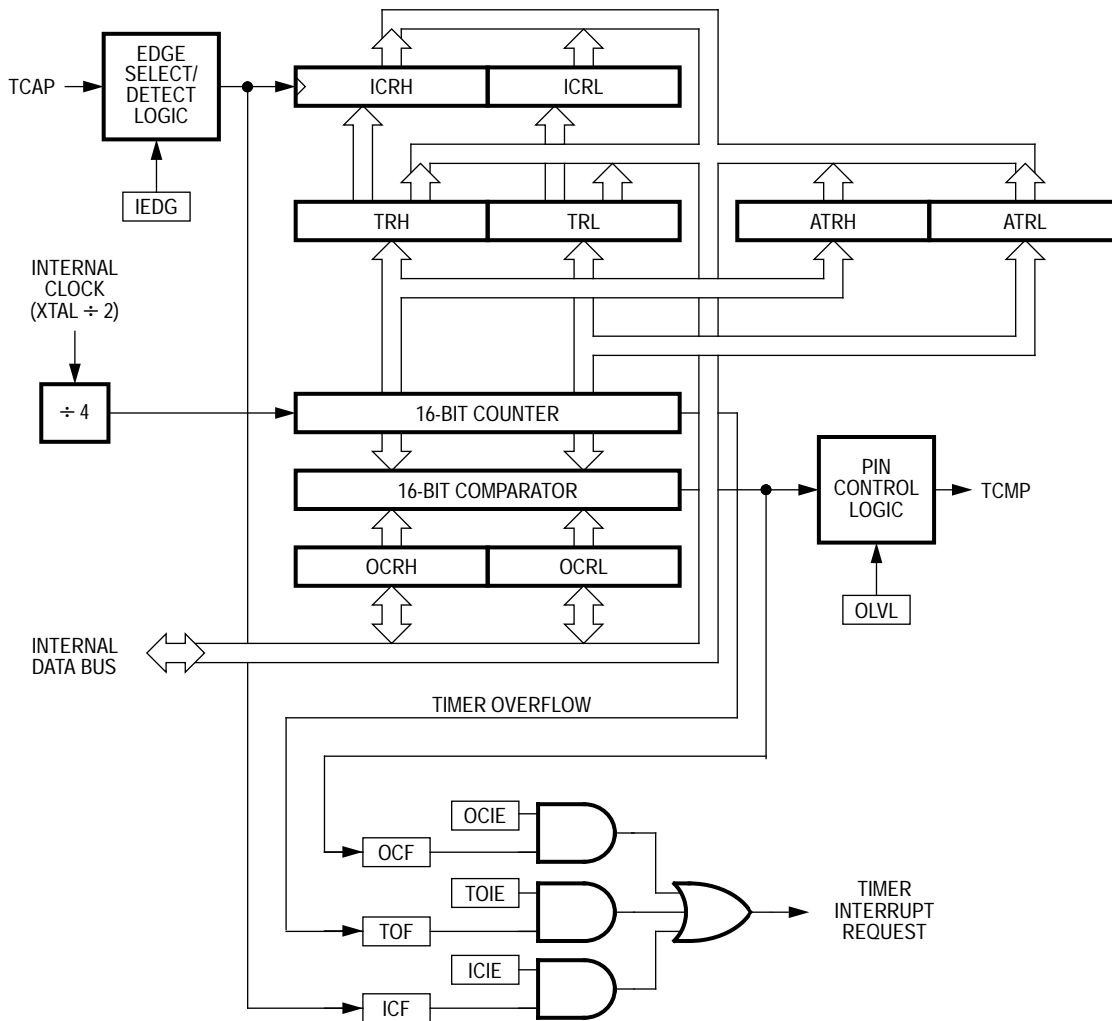 EDGE
SELECT/
DETECT
LOGIC
TCAP
ICRH
ICRL
IEDG
TRH
TRL
ATRH
ATRL
INTERNAL
CLOCK
(XTAL ÷ 2)
÷ 4
16-BIT COUNTER
16-BIT COMPARATOR
PIN
CONTROL
LOGIC
TCMP
OCRH
OCRL
OLVL
INTERNAL
DATA BUS
TIMER OVERFLOW
OCIE
OCF
TOIE
TOF
ICIE
ICF
TIMER
INTERRUPT
REQUEST